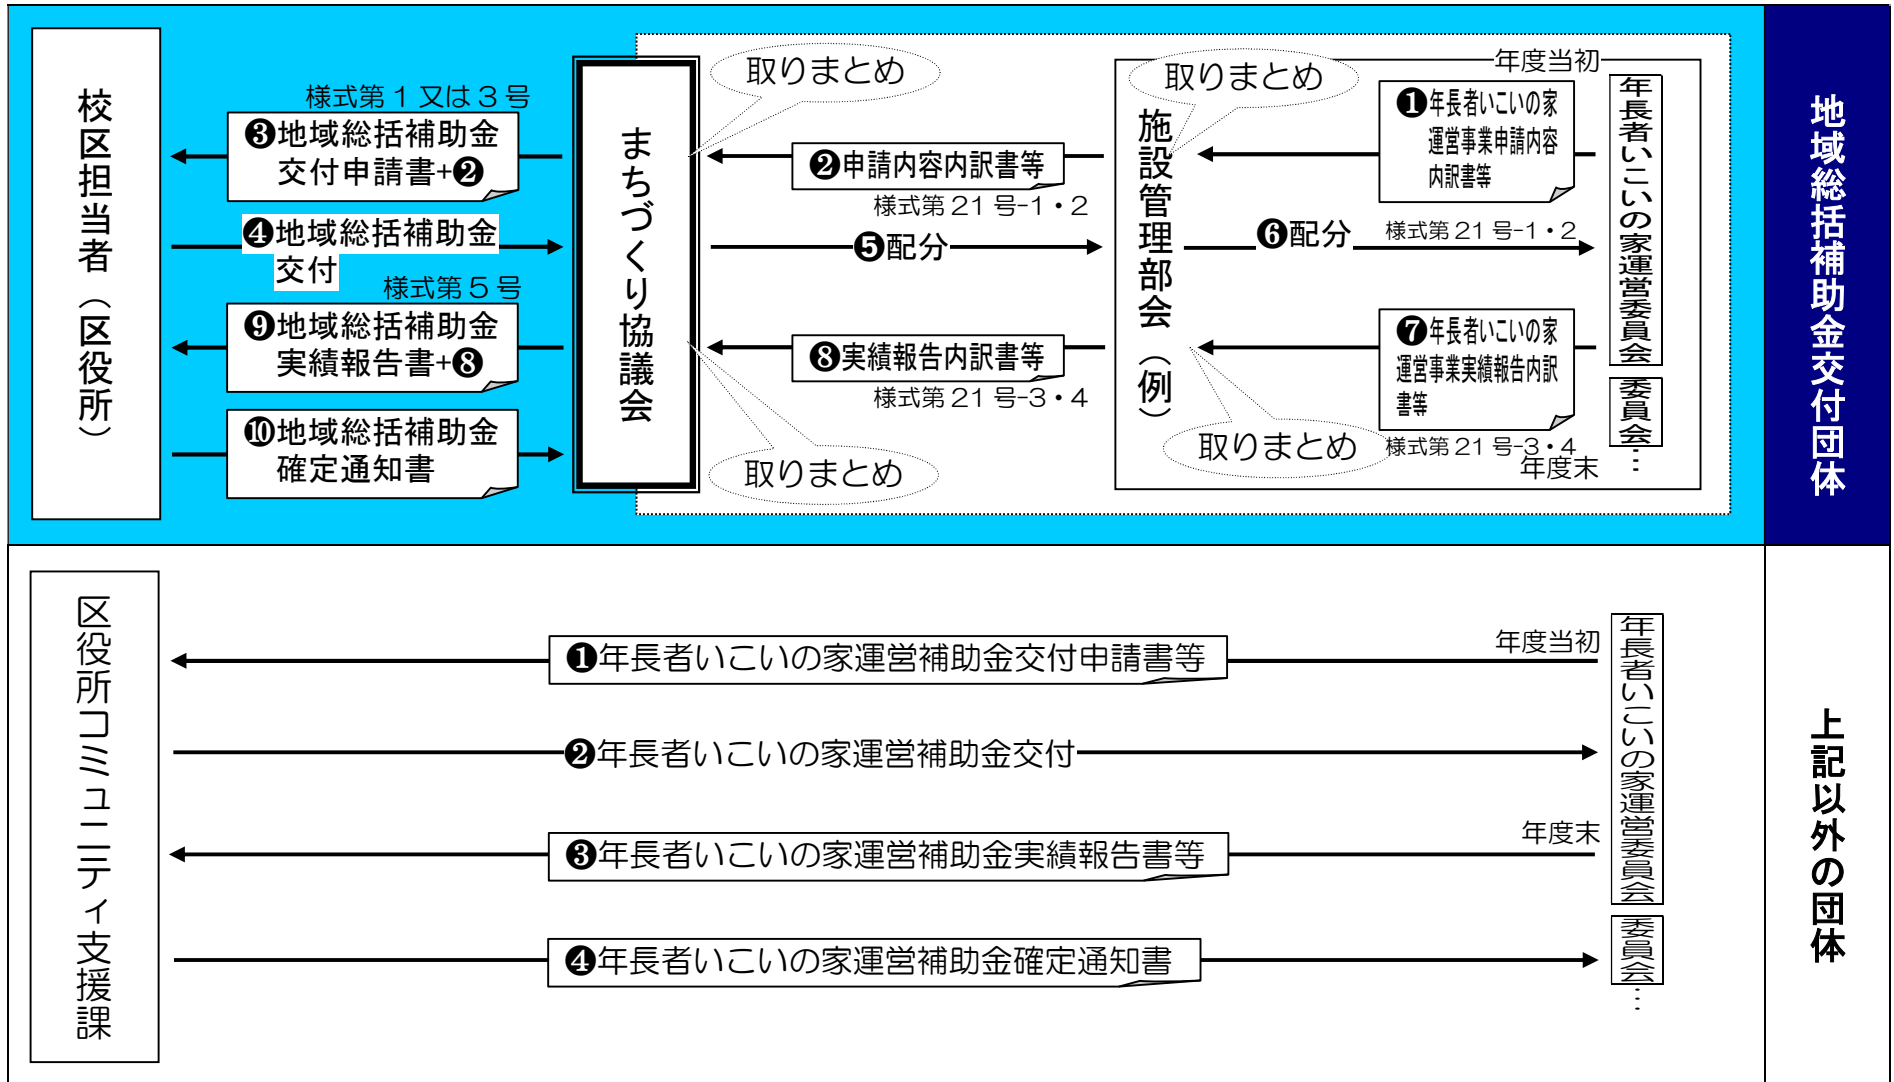 校区担当者（区役所）
様式第１又は３号
❸地域総括補助金
交付申請書+❷
❹地域総括補助金
交付
様式第５号
❾地域総括補助金
実績報告書+❽
❿地域総括補助金
確定通知書
まちづくり協議会
取りまとめ
❷申請内容内訳書等
様式第 21 号-1・2
❺配分
❽実績報告内訳書等
様式第 21 号-3・4
取りまとめ
施設管理部会（例）
取りまとめ
年度当初
❶年長者いこいの家
運営事業申請内容
内訳書等
❻配分
様式第 21 号-1・2
❼年長者いこいの家
運営事業実績報告内訳
書等
取りまとめ
様式第 21 号-3・4
年度末
年長者いこいの家運営委員会
委員会…
地域総括補助金交付団体
区役所コミュニティ支援課
❶年長者いこいの家運営補助金交付申請書等
年度当初
❷年長者いこいの家運営補助金交付
❸年長者いこいの家運営補助金実績報告書等
年度末
❹年長者いこいの家運営補助金確定通知書
年長者いこいの家運営委員会
委員会…
上記以外の団体